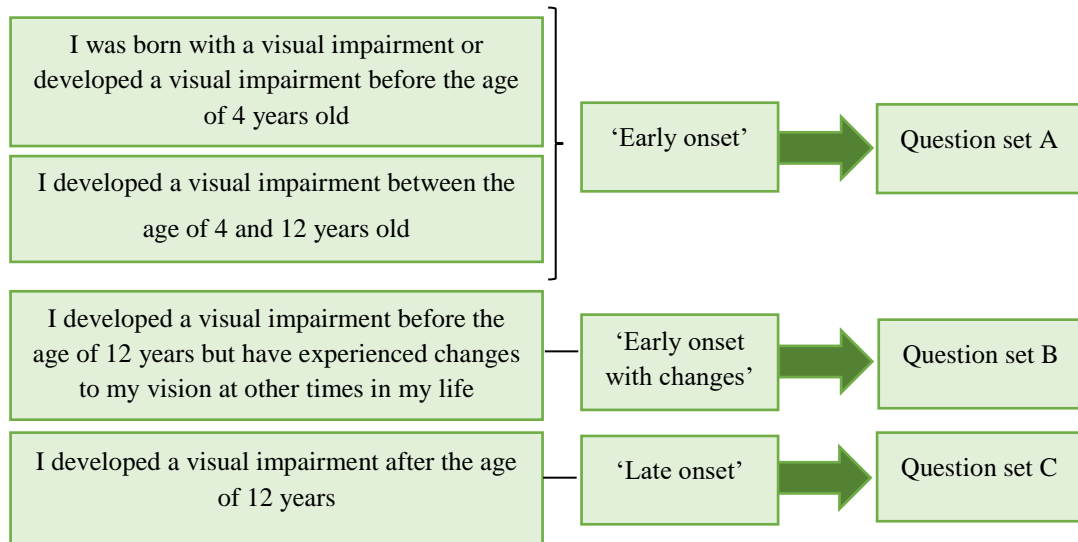 I was born with a visual impairment or
developed a visual impairment before the age
of 4 years old
I developed a visual impairment between the
age of 4 and 12 years old
‘Early onset’
Question set A
I developed a visual impairment before the
age of 12 years but have experienced changes
to my vision at other times in my life
‘Early onset
with changes’
Question set B
I developed a visual impairment after the age
of 12 years
‘Late onset’
Question set C